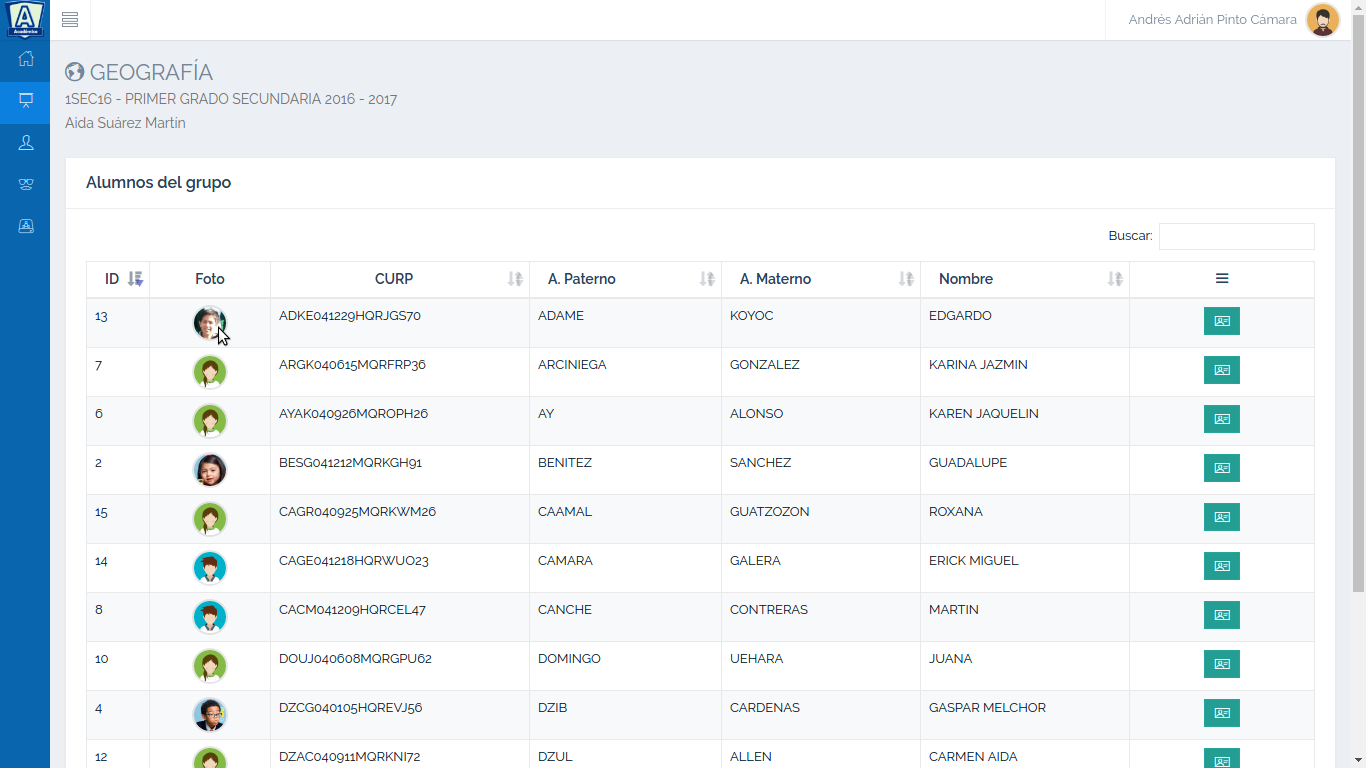 Académico
Andrés Adrián Pinto Cámara
GEOGRAFÍA
1SEC16 - PRIMER GRADO SECUNDARIA 2016 - 2017
Aida Suárez Martín
Alumnos del grupo
Buscar:
ID Foto CURP A. Paterno A. Materno Nombre
13 ADKE041229HQRJGS70 ADAME KOYOC EDGARDO
7 ARGK040615MQRFRP36 ARCINIEGA GONZALEZ KARINA JAZMIN
6 AYAK040926MQROPH26 AY ALONSO KAREN JAQUELIN
2 BESG041212MQRKGH91 BENITEZ SANCHEZ GUADALUPE
15 CAGR040925MQRKWM26 CAAMAL GUATZOZON ROXANA
14 CAGE041218HQRWUO23 CAMARA GALERA ERICK MIGUEL
8 CACM041209HQRCEL47 CANCHE CONTRERAS MARTIN
10 DOUJ040608MQRGPU62 DOMINGO UEHARA JUANA
4 DZCG040105HQREVJ56 DZIB CARDENAS GASPAR MELCHOR
12 DZAC040911MQRKNI72 DZUL ALLEN CARMEN AIDA